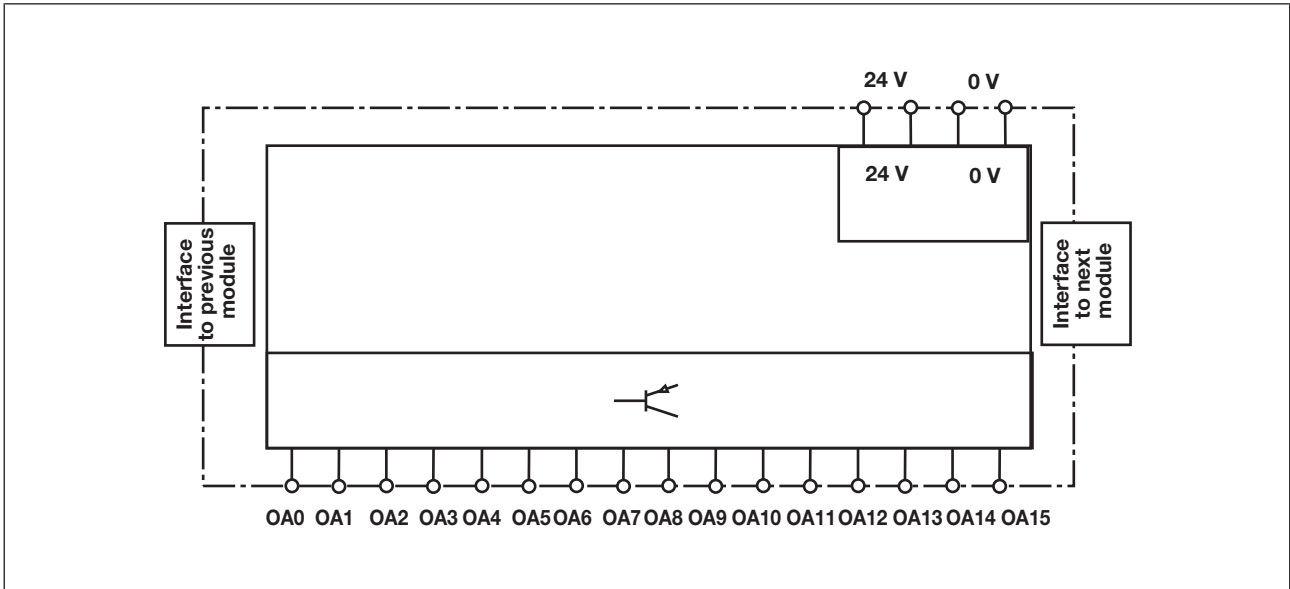 24 V 0 V
24 V 0 V
Interface
to previous
module
Interface
to next
module
OA0 OA1 OA2 OA3 OA4 OA5 OA6 OA7 OA8 OA9 OA10 OA11 OA12 OA13 OA14 OA15